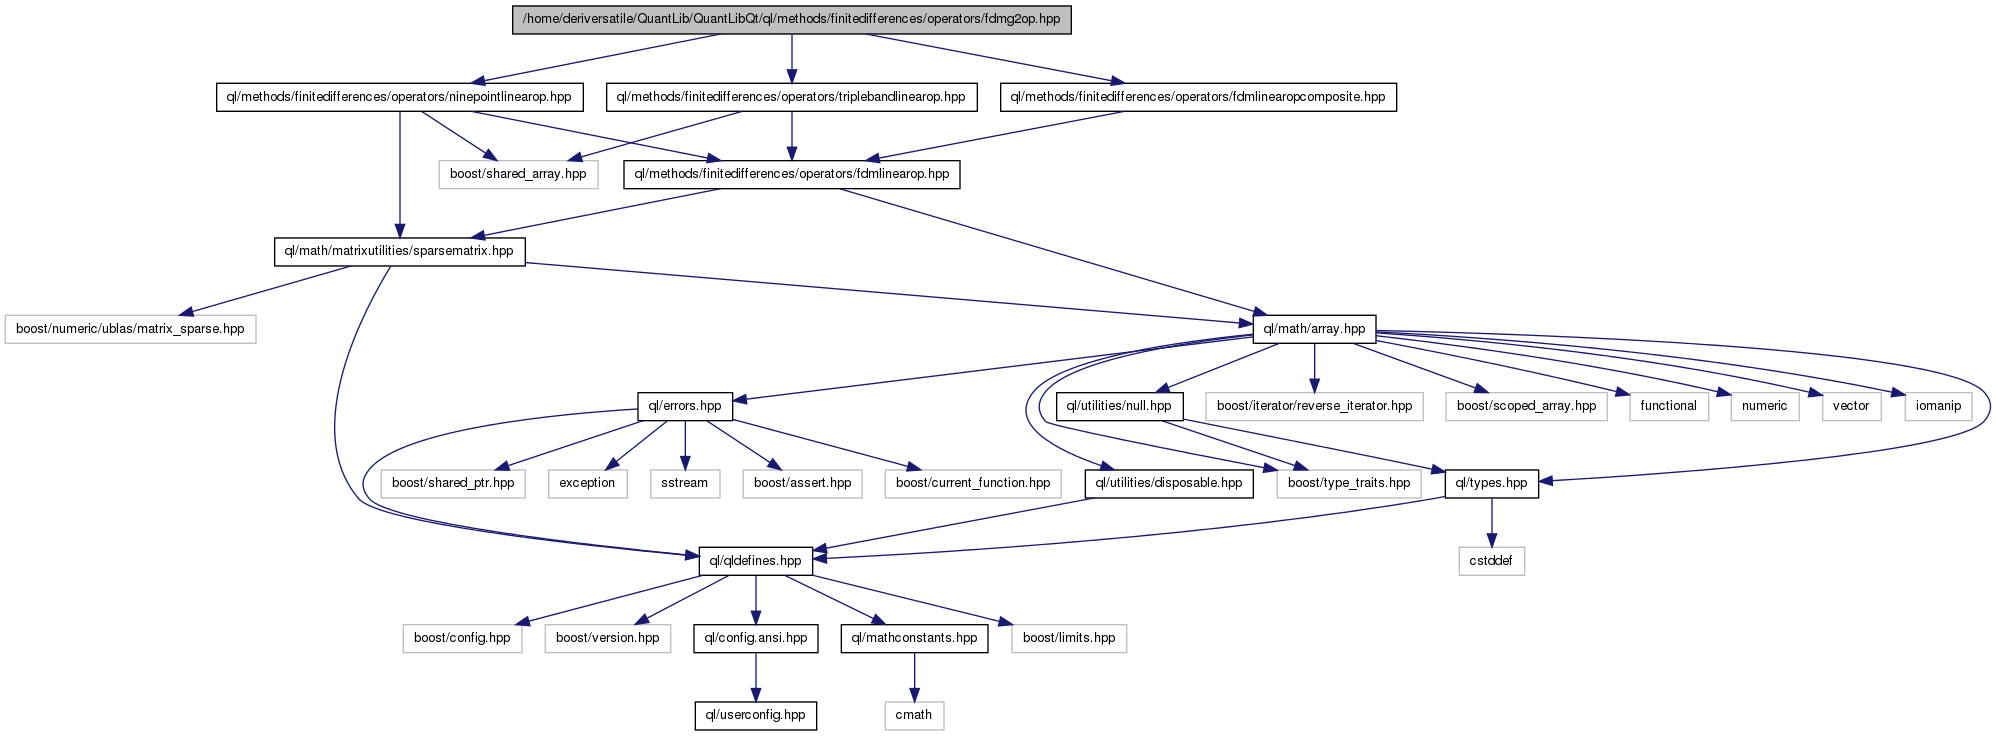 /home/deriversatile/QuantLib/QuantLibQt/ql/methods/finitedifferences/operators/fdmg2op.hpp
ql/methods/finitedifferences/operators/ninepointlinearop.hpp
ql/methods/finitedifferences/operators/triplebandlinearop.hpp
ql/methods/finitedifferences/operators/fdmlinearopcomposite.hpp
boost/shared_array.hpp
ql/methods/finitedifferences/operators/fdmlinearop.hpp
ql/math/matrixutilities/sparsematrix.hpp
boost/numeric/ublas/matrix_sparse.hpp
ql/math/array.hpp
ql/errors.hpp
ql/utilities/null.hpp
boost/iterator/reverse_iterator.hpp
boost/scoped_array.hpp
functional
numeric
vector
iomanip
boost/shared_ptr.hpp
exception
sstream
boost/assert.hpp
boost/current_function.hpp
ql/utilities/disposable.hpp
boost/type_traits.hpp
ql/types.hpp
ql/qldefines.hpp
cstddef
boost/config.hpp
boost/version.hpp
ql/config.ansi.hpp
ql/mathconstants.hpp
boost/limits.hpp
ql/userconfig.hpp
cmath